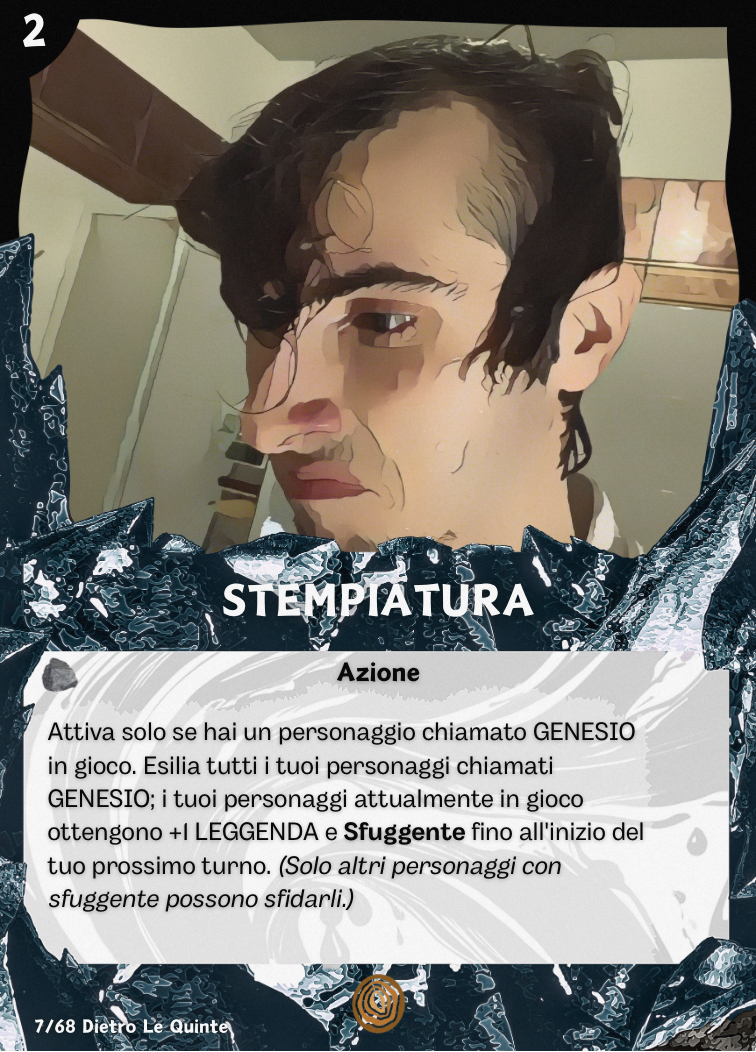 2
STEMPIATURA
Azione
Attiva solo se hai un personaggio chiamato GENESIO
in gioco. Esilia tutti i tuoi personaggi chiamati
GENESIO; i tuoi personaggi attualmente in gioco
ottengono +1 LEGGENDA e Sfuggente fino all'inizio del
tuo prossimo turno. (Solo altri personaggi con
sfuggente possono sfidarli.)
7/68 Dietro Le Quinte